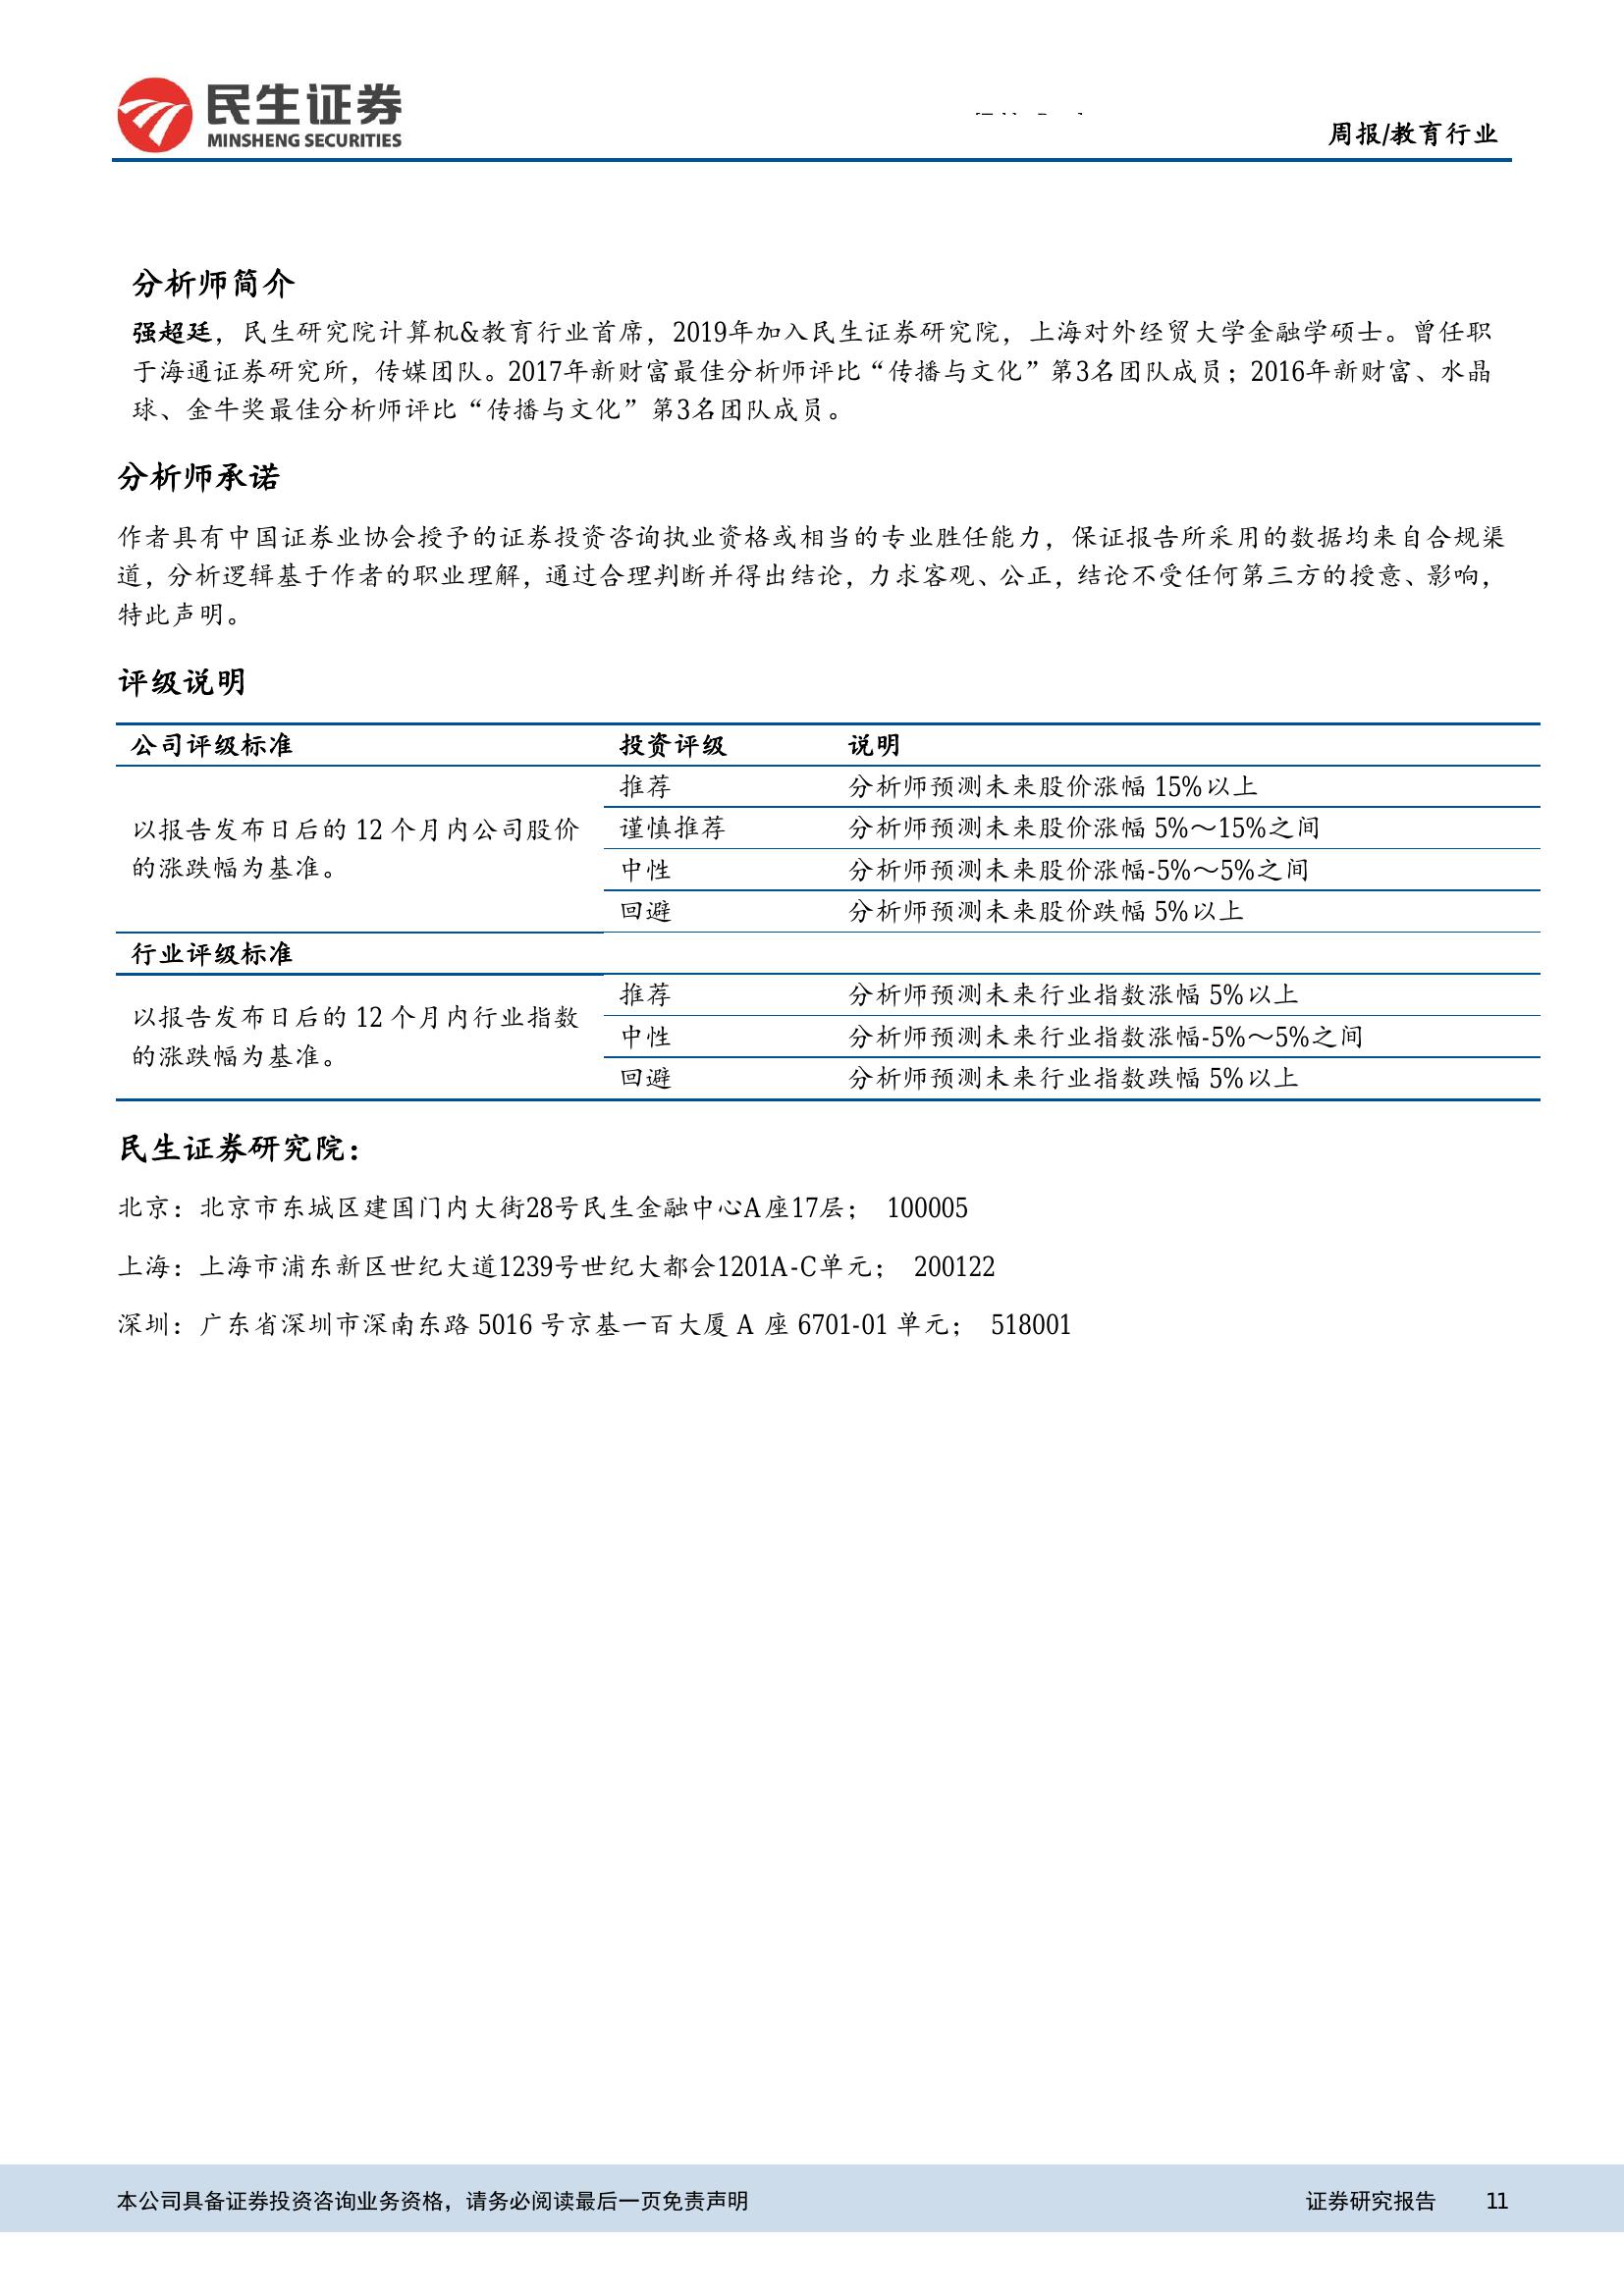 民生证券
MINSHENG SECURITIES
周报/教育行业
分析师简介
强超廷，民生研究院计算机&教育行业首席，2019年加入民生证券研究院，上海对外经贸大学金融学硕士。曾任职
于海通证券研究所，传媒团队。2017年新财富最佳分析师评比“传播与文化”第3名团队成员；2016年新财富、水晶
球、金牛奖最佳分析师评比“传播与文化”第3名团队成员。
分析师承诺
作者具有中国证券业协会授予的证券投资咨询执业资格或相当的专业胜任能力，保证报告所采用的数据均来自合规渠
道，分析逻辑基于作者的职业理解，通过合理判断并得出结论，力求客观、公正，结论不受任何第三方的授意、影响，
特此声明。
评级说明
公司评级标准 投资评级 说明
以报告发布日后的 12 个月内公司股价
的涨跌幅为基准。
推荐 分析师预测未来股价涨幅 15%以上
谨慎推荐 分析师预测未来股价涨幅 5%～15%之间
中性 分析师预测未来股价涨幅-5%～5%之间
回避 分析师预测未来股价跌幅 5%以上
行业评级标准
以报告发布日后的 12 个月内行业指数
的涨跌幅为基准。
推荐 分析师预测未来行业指数涨幅 5%以上
中性 分析师预测未来行业指数涨幅-5%～5%之间
回避 分析师预测未来行业指数跌幅 5%以上
民生证券研究院：
北京：北京市东城区建国门内大街28号民生金融中心A座17层； 100005
上海：上海市浦东新区世纪大道1239号世纪大都会1201A-C单元； 200122
深圳：广东省深圳市深南东路 5016 号京基一百大厦 A 座 6701-01 单元； 518001
本公司具备证券投资咨询业务资格，请务必阅读最后一页免责声明 证券研究报告 11